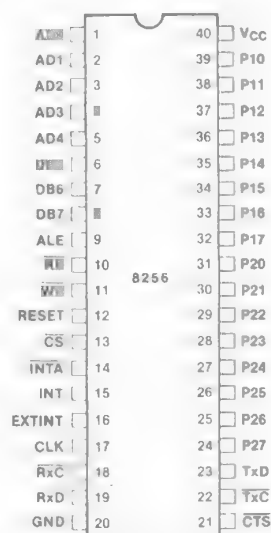 1 40 VCC
AD1 2 39 P10
AD2 3 38 P11
AD3 37 P12
AD4 5 36 P13
6 35 P14
DB6 7 34 P15
DB7 33 P16
ALE 9 32 P17
10 31 P20
8256
11 30 P21
RESET 12 29 P22
CS 13 28 P23
INTA 14 27 P24
INT 15 26 P25
EXTINT 16 25 P26
CLK 17 24 P27
RxC 18 23 TxD
RxD 19 22 TxC
GND 20 21 CTS